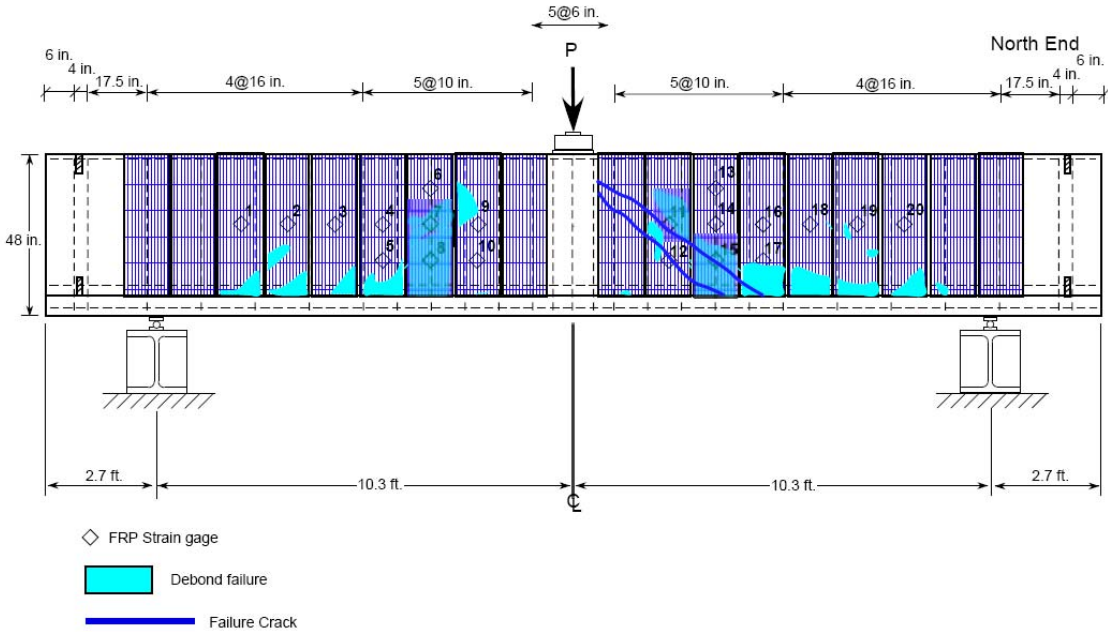 5@6 in.
P
North End
6 in.
4 in.
17.5 in.
4@16 in.
5@10 in.
5@10 in.
4@16 in.
17.5 in.
4 in.
6 in.
48 in.
1
2
3
4
5
6
7
8
9
10
11
12
13
14
15
16
17
18
19
20
2.7 ft.
10.3 ft.
10.3 ft.
2.7 ft.
℄
FRP Strain gage
Debond failure
Failure Crack